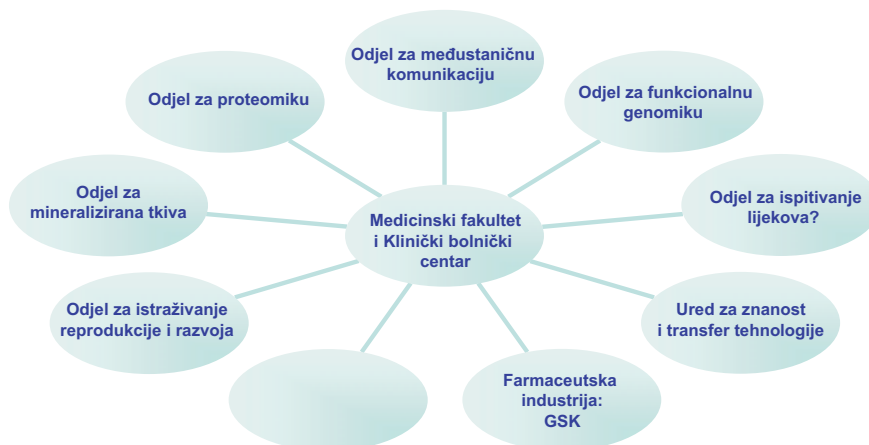 Odjel za međustaničnu
komunikaciju
Odjel za proteomiku
Odjel za funkcionalnu
genomiku
Odjel za
mineralizirana tkiva
Odjel za ispitivanje
lijekova?
Medicinski fakultet
i Klinički bolnički
centar
Odjel za istraživanje
reprodukcije i razvoja
Ured za znanost
i transfer tehnologije
Farmaceutska
industrija:
GSK